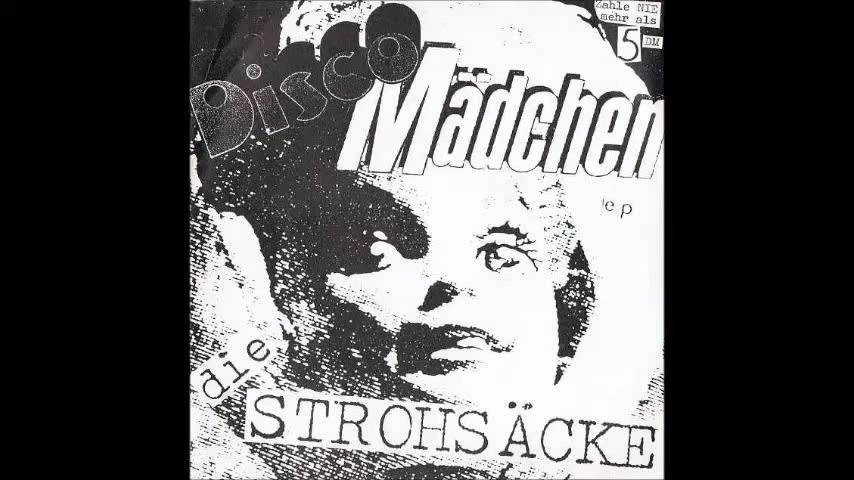 Zahle NIE
mehr als
5 DM
Disco
Mädchen
ep
die
STROHSÄCKE